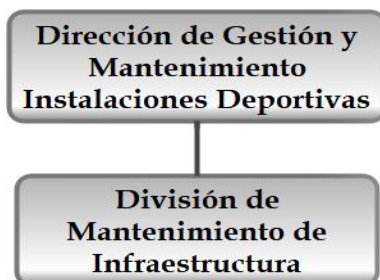 Dirección de Gestión y
Mantenimiento
Instalaciones Deportivas
División de
Mantenimiento de
Infraestructura